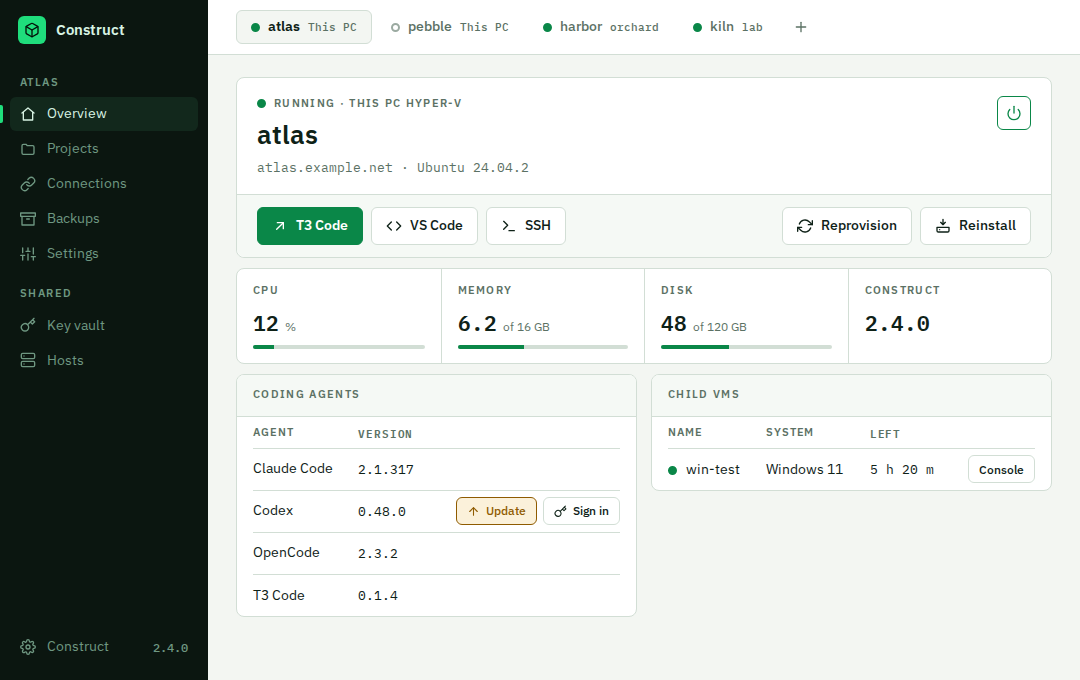 Construct
ATLAS
Overview
Projects
Connections
Backups
Settings
SHARED
Key vault
Hosts
Construct 2.4.0
atlas This PC
pebble This PC
harbor orchard
kiln lab
RUNNING · THIS PC HYPER-V
atlas
atlas.example.net · Ubuntu 24.04.2
T3 Code
VS Code
SSH
Reprovision
Reinstall
CPU
12 %
MEMORY
6.2 of 16 GB
DISK
48 of 120 GB
CONSTRUCT
2.4.0
CODING AGENTS
AGENT VERSION
Claude Code 2.1.317
Codex 0.48.0 Update Sign in
OpenCode 2.3.2
T3 Code 0.1.4
CHILD VMS
NAME SYSTEM LEFT
win-test Windows 11 5 h 20 m Console